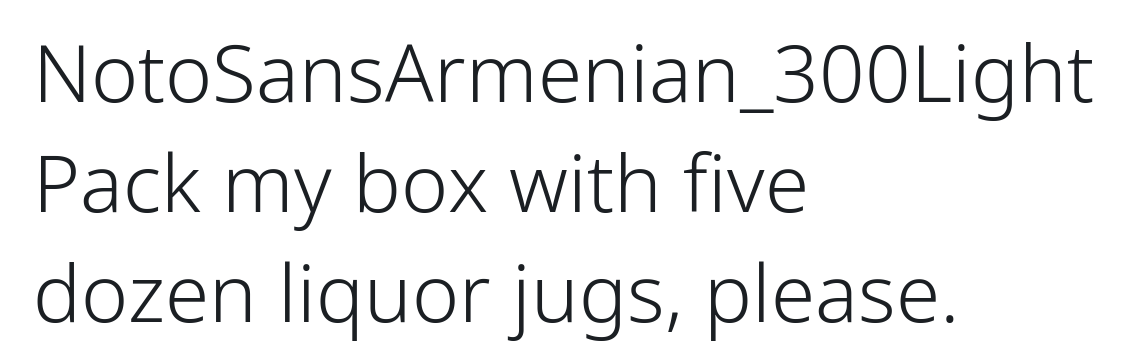 NotoSansArmenian_300Light
Pack my box with five
dozen liquor jugs, please.